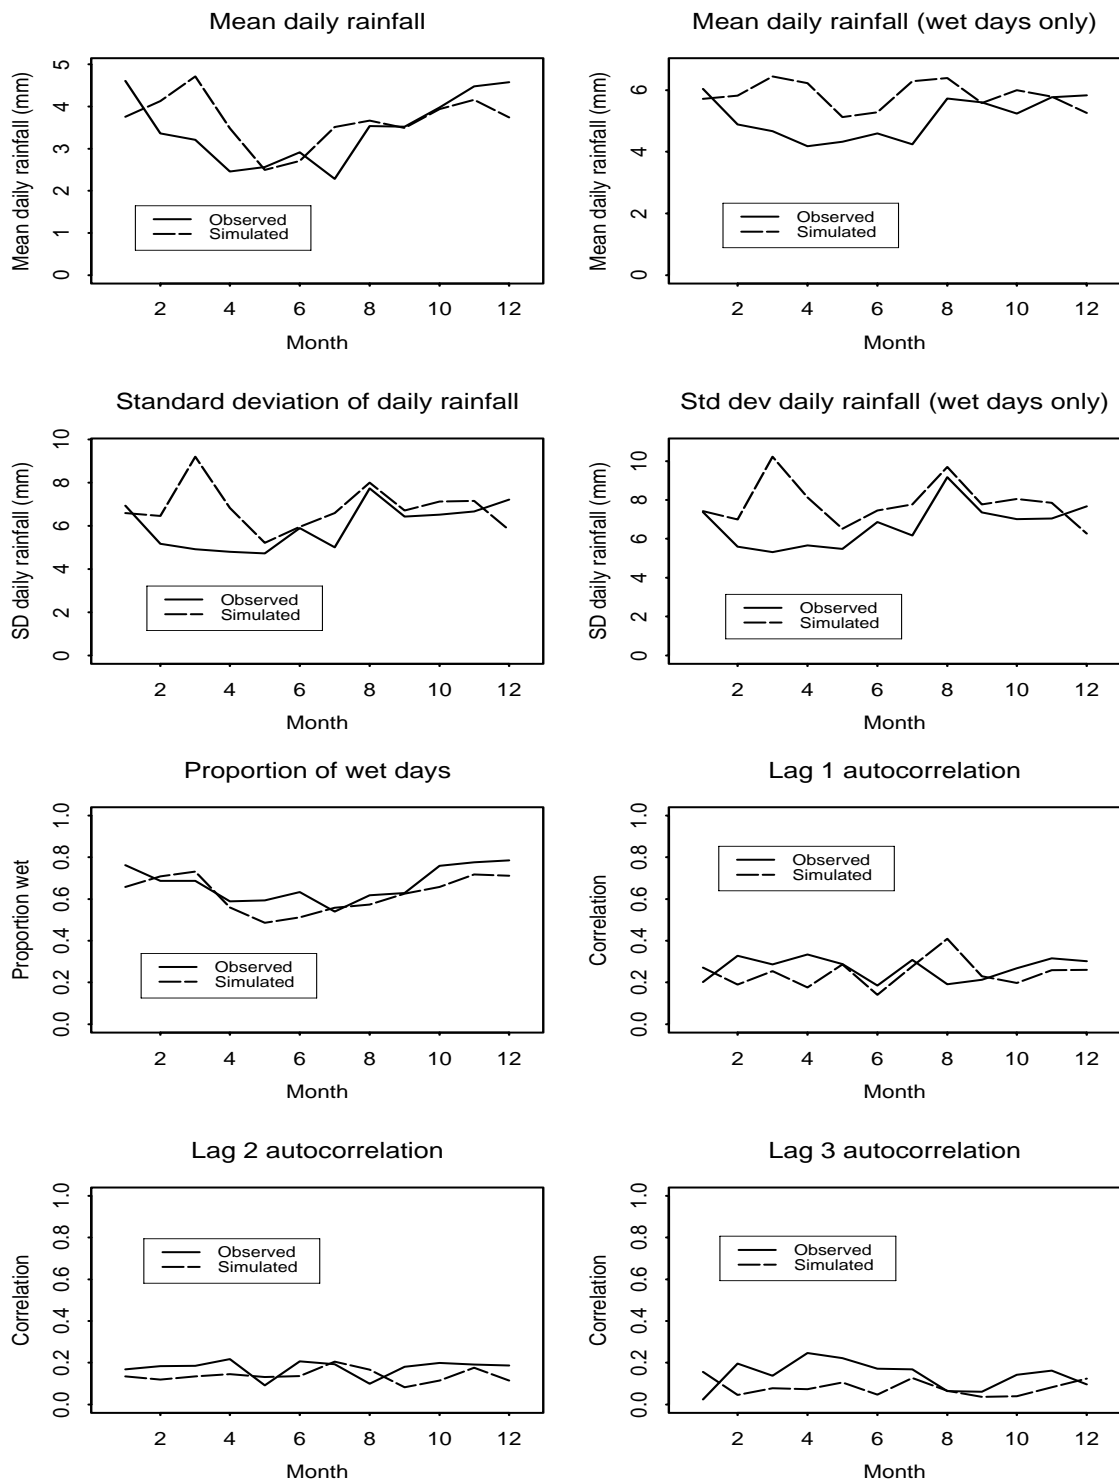 Mean daily rainfall
Mean daily rainfall (mm)
5
4
3
2
1
0
Observed
Simulated
2 4 6 8 10 12
Month
Mean daily rainfall (wet days only)
Mean daily rainfall (mm)
6
4
2
0
Observed
Simulated
2 4 6 8 10 12
Month
Standard deviation of daily rainfall
SD daily rainfall (mm)
10
8
6
4
2
0
Observed
Simulated
2 4 6 8 10 12
Month
Std dev daily rainfall (wet days only)
SD daily rainfall (mm)
10
8
6
4
2
0
Observed
Simulated
2 4 6 8 10 12
Month
Proportion of wet days
Proportion wet
1.0
0.8
0.6
0.4
0.2
0.0
Observed
Simulated
2 4 6 8 10 12
Month
Lag 1 autocorrelation
Correlation
1.0
0.8
0.6
0.4
0.2
0.0
Observed
Simulated
2 4 6 8 10 12
Month
Lag 2 autocorrelation
Correlation
1.0
0.8
0.6
0.4
0.2
0.0
Observed
Simulated
2 4 6 8 10 12
Month
Lag 3 autocorrelation
Correlation
1.0
0.8
0.6
0.4
0.2
0.0
Observed
Simulated
2 4 6 8 10 12
Month